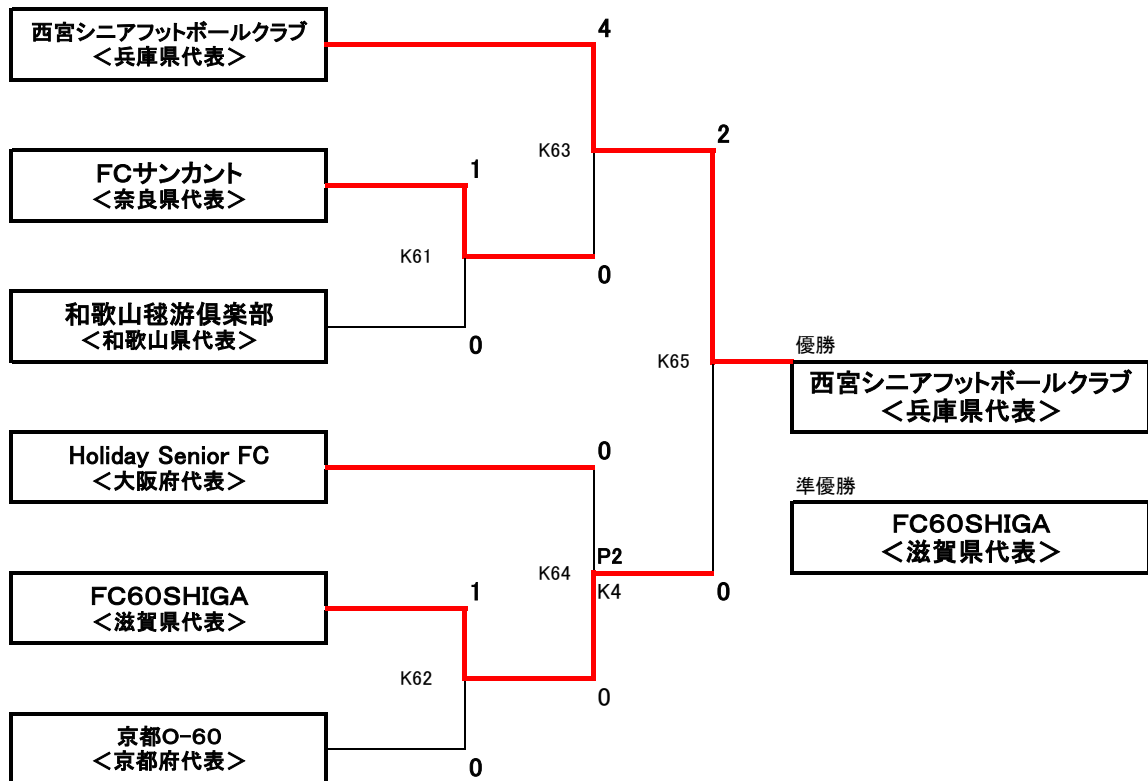 西宮シニアフットボールクラブ
＜兵庫県代表＞
4
K63
2
FCサンカント
＜奈良県代表＞
1
K61
0
和歌山毬游倶楽部
＜和歌山県代表＞
0
K65
優勝
西宮シニアフットボールクラブ
＜兵庫県代表＞
Holiday Senior FC
＜大阪府代表＞
0
準優勝
FC60SHIGA
＜滋賀県代表＞
K64
P2
K4
0
FC60SHIGA
＜滋賀県代表＞
1
K62
0
京都O-60
＜京都府代表＞
0